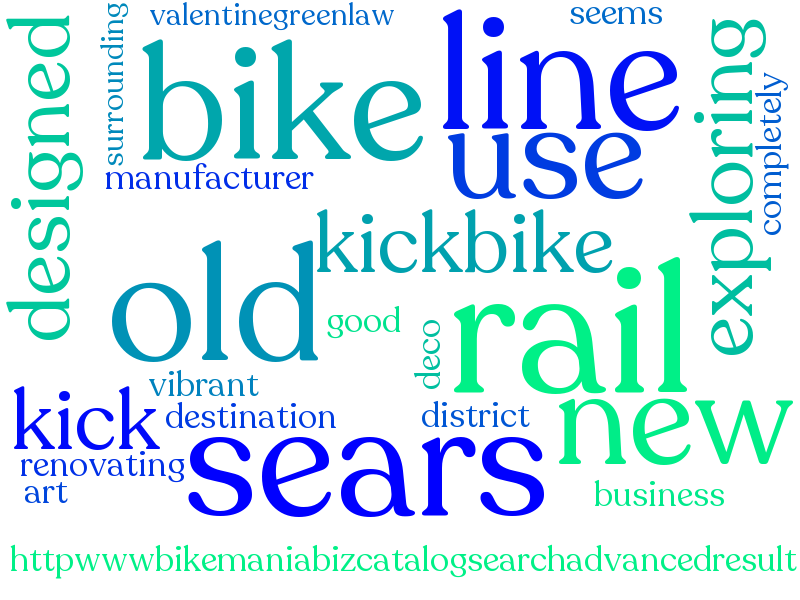 valentinegreenlaw
seems
designed
surrounding
bike
line
exploring
completely
use
manufacturer
kickbike
old
rail
good
deco
vibrant
kick
destination
district
new
sears
renovating
art
business
httpwwwbikemaniabizcatalogsearchadvancedresult